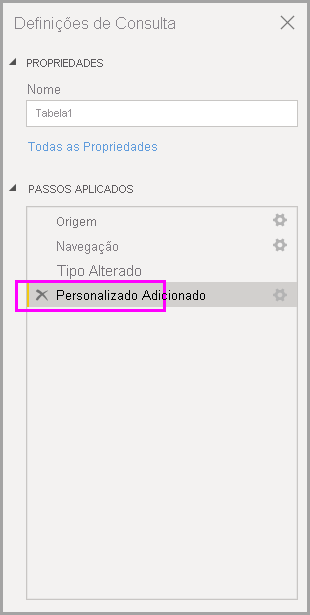 Definições de Consulta
PROPRIEDADES
Nome
Tabela1
Todas as Propriedades
PASSOS APLICADOS
Origem
Navegação
Tipo Alterado
Personalizado Adicionado